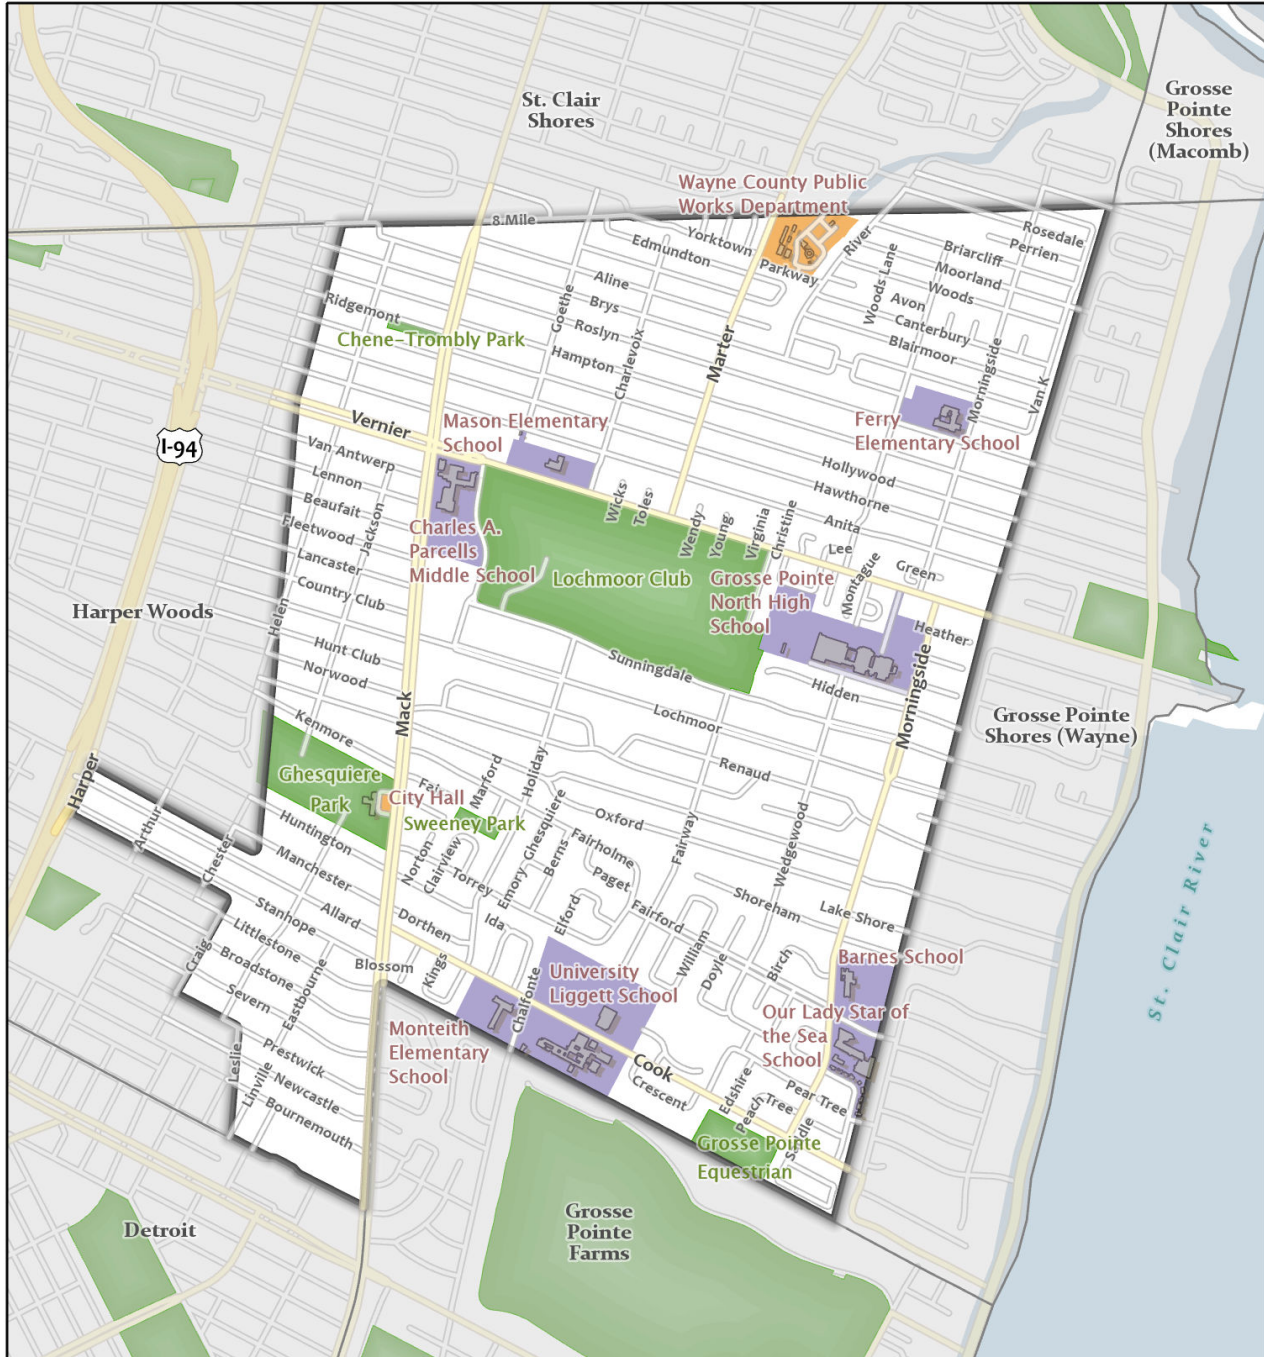 St. Clair
Shores
Grosse
Pointe
Shores
(Macomb)
Wayne County Public
Works Department
8 Mile
Yorktown
Edmundton
Parkway
River
Rosedale
Perrien
Briarcliff
Moorland
Woods
Woods Lane
Avon
Canterbury
Blairmoor
Aline
Brys
Roslyn
Hampton
Goethe
Charlevoix
Ridgemont
Chene-Trombly Park
Marter
Morningside
Van K
Vernier
Mason Elementary
School
Ferry
Elementary School
I-94
Van Antwerp
Lennon
Beaufait
Fleetwood
Lancaster
Country Club
Jackson
Helen
Hunt Club
Norwood
Kenmore
Charles A.
Parcells
Middle School
Wicks
Toles
Wendy
Young
Virginia
Christine
Hollywood
Hawthorne
Anita
Lee
Montague
Green
Heather
Lochmoor Club
Grosse Pointe
North High
School
Harper Woods
Sunningdale
Hidden
Morningside
Lochmoor
Renaud
Mack
Grosse Pointe
Shores (Wayne)
Harper
Ghesquiere
Park
City Hall
Sweeney Park
Marford
Holiday
Oxford
Fairway
Wedgewood
Arthur
Chester
Huntington
Manchester
Stanhope
Allard
Norton
Clairview
Torrey
Emory
Ghesquiere
Berns
Fairholme
Paget
Fairford
Shoreham
Lake Shore
Elford
Ida
Dorthen
Littlestone
Broadstone
Severn
Craig
Eastbourne
Blossom
Kings
Chalfonte
University
Liggett School
William
Doyle
Birch
Barnes School
Our Lady Star of
the Sea
School
St. Clair River
Monteith
Elementary
School
Leslie
Linville
Prestwick
Newcastle
Bournemouth
Cook
Crescent
Edshire
Peach
Tree
Pear Tree
Grosse Pointe
Equestrian
Detroit
Grosse
Pointe
Farms